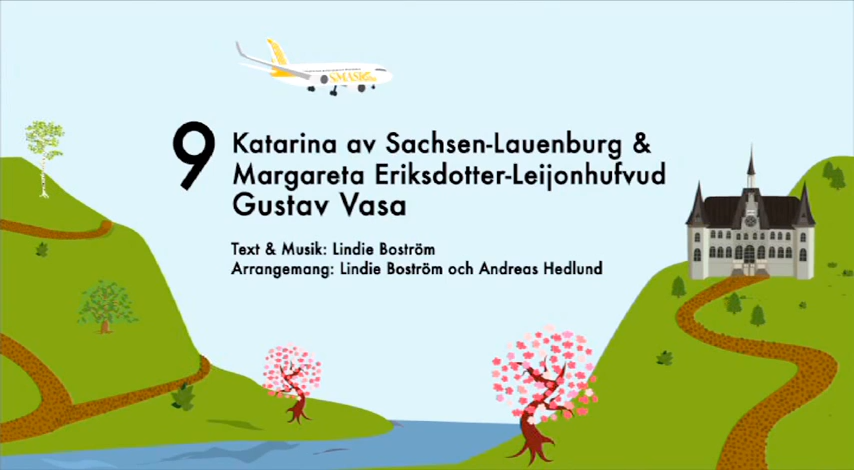 SMASK
9
Katarina av Sachsen-Lauenburg &
Margareta Eriksdotter-Leijonhufvud
Gustav Vasa
Text & Musik: Lindie Boström
Arrangemang: Lindie Boström och Andreas Hedlund